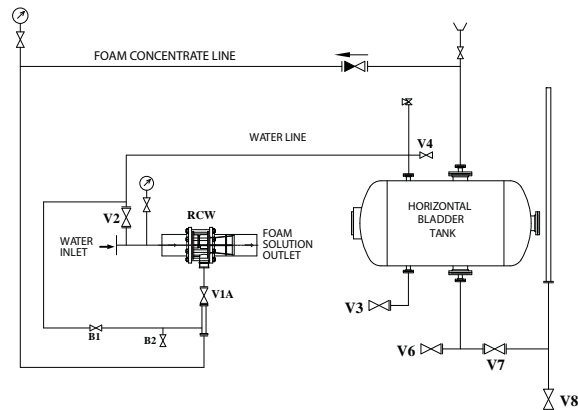 FOAM CONCENTRATE LINE
WATER LINE
V4
RCW
V2
HORIZONTAL
BLADDER
TANK
WATER
INLET
FOAM
SOLUTION
OUTLET
V1A
V3
B1
B2
V6
V7
V8